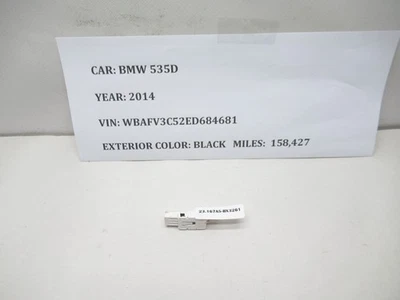 CAR: BMW 535D
YEAR: 2014
VIN: WBAFV3C52ED684681
EXTERIOR COLOR: BLACK MILES: 158,427